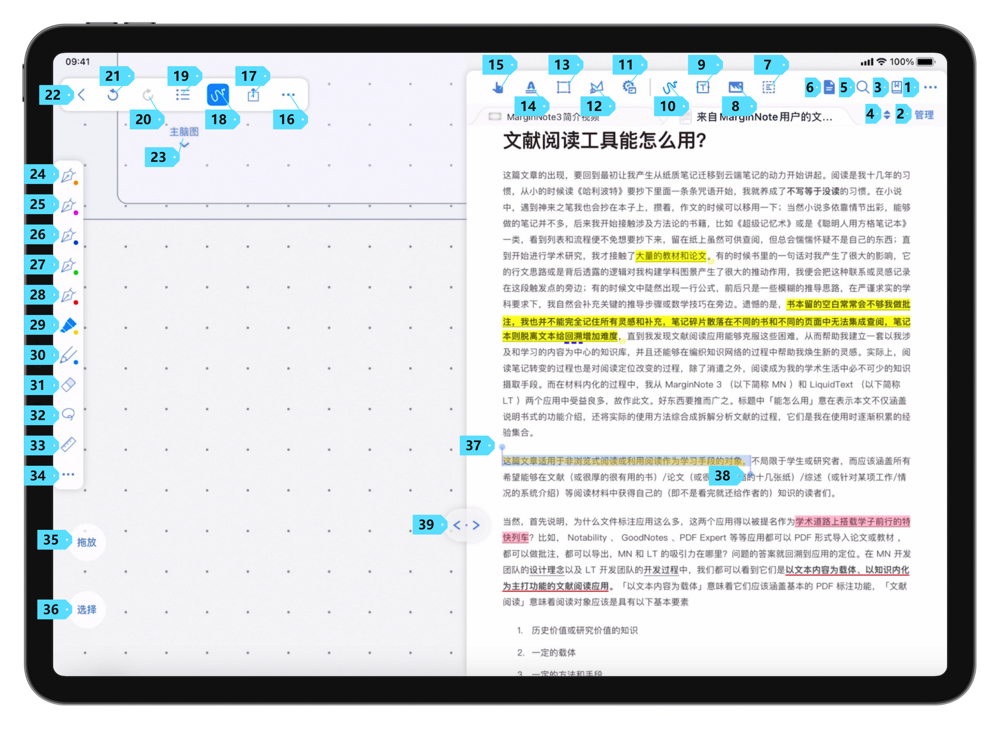 09:41
100%
15
13
11
9
7
21
19
17
22
6
5
3
1
20
18
16
14
12
10
8
4
2
管理
MarginNote3简介视频
来自MarginNote用户的文...
主脑图
23
文献阅读工具能怎么用?
这篇文章的出现,要回到最初让我产生从纸质笔记迁移到云端笔记的动力开始讲起。阅读是我十几年的习
惯,从小的时候读《哈利波特》要抄下里面一条条咒语开始,我就养成了不写等于没读的习惯。在小说
中,遇到神来之笔我也会抄在本子上,攒着,作文的时候可以移用一下;当然小说多依靠情节出彩,能够
做的笔记并不多,后来我开始接触涉及方法论的书籍,比如《超级记忆术》或是《聪明人用方格笔记本》
一类,看到列表和流程便不免想要抄下来,留在纸上虽然可供查阅,但总会惴惴怀疑不是自己的东西;直
到开始进行学术研究,我才接触了大量的教材和论文。有的时候书里的一句话对我产生了很大的影响,它
的行文思路或是背后透露的逻辑对我构建学科图景产生了很大的推动作用,我便会把这种联系或灵感记录
在这段触发点的旁边;有的时候文中陡然出现一行公式,前后只是一些模糊的推导思路,在严谨求实的学
科要求下,我自然会补充关键的推导步骤或数学技巧在旁边。遗憾的是,书本留的空白常常会不够我做批
注,我也并不能完全记住所有灵感和补充,笔记碎片散落在不同的书和不同的页面中无法集成查阅,笔记
本则脱离文本给回溯增加难度,直到我发现文献阅读应用能够克服这些困难,从而帮助我建立一套以我涉
及和学习的内容为中心的知识库,并且还能够在编织知识网络的过程中帮助我焕生新的灵感。实际上,阅
读笔记转变的过程也是对阅读定位改变的过程,除了消遣之外,阅读成为我的学术生活中必不可少的知识
摄取手段。而在材料内化的过程中,我从 MarginNote 3 (以下简称 MN )和 LiquidText (以下简称
LT )两个应用中受益良多,故作此文。好东西要推而广之。标题中「能怎么用」意在表示本文不仅涵盖
说明书式的功能介绍,还将实际的使用方法综合成拆解分析文献的过程,它们是我在使用时逐渐积累的经
验集合。
24
25
26
27
28
29
30
31
32
33
34
35
拖放
36
选择
37
这篇文章适用于非浏览式阅读或利用阅读作为学习手段的对象。不局限于学生或研究者,而应该涵盖所有
希望能够在文献(或很厚的很有用的书)/论文(或很 的十几张纸)/综述(或针对某项工作/情
38
况的系统介绍)等阅读材料中获得自己的(即不是看完就还给作者的)知识的读者们。
39
当然,首先说明,为什么文件标注应用这么多,这两个应用得以被提名作为学术道路上搭载学子前行的特
快列车?比如, Notability 、 GoodNotes 、PDF Expert 等等应用都可以 PDF 形式导入论文或教材 ,
都可以做批注,都可以导出,MN 和 LT 的吸引力在哪里?问题的答案就回溯到应用的定位。在 MN 开发
团队的设计理念以及 LT 开发团队的开发过程中,我们都可以看到它们是以文本内容为载体、以知识内化
为主打功能的文献阅读应用。「以文本内容为载体」意味着它们应该涵盖基本的 PDF 标注功能,「文献
阅读」意味着阅读对象应该是具有以下基本要素
1. 历史价值或研究价值的知识
2. 一定的载体
3. 一定的方法和手段